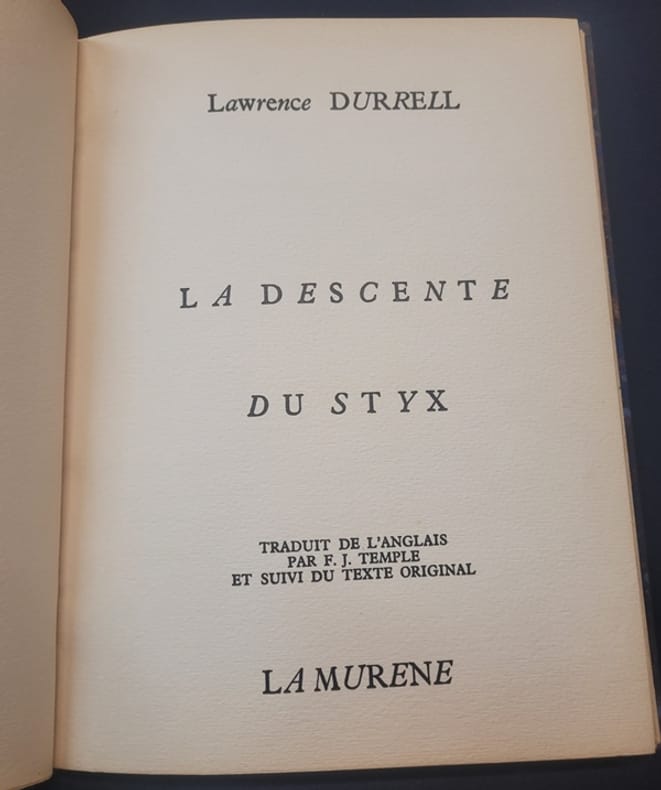 Lawrence DURRELL
LA DESCENTE
DU STYX
TRADUIT DE L'ANGLAIS
PAR F. J. TEMPLE
ET SUIVI DU TEXTE ORIGINAL
LA MURENE